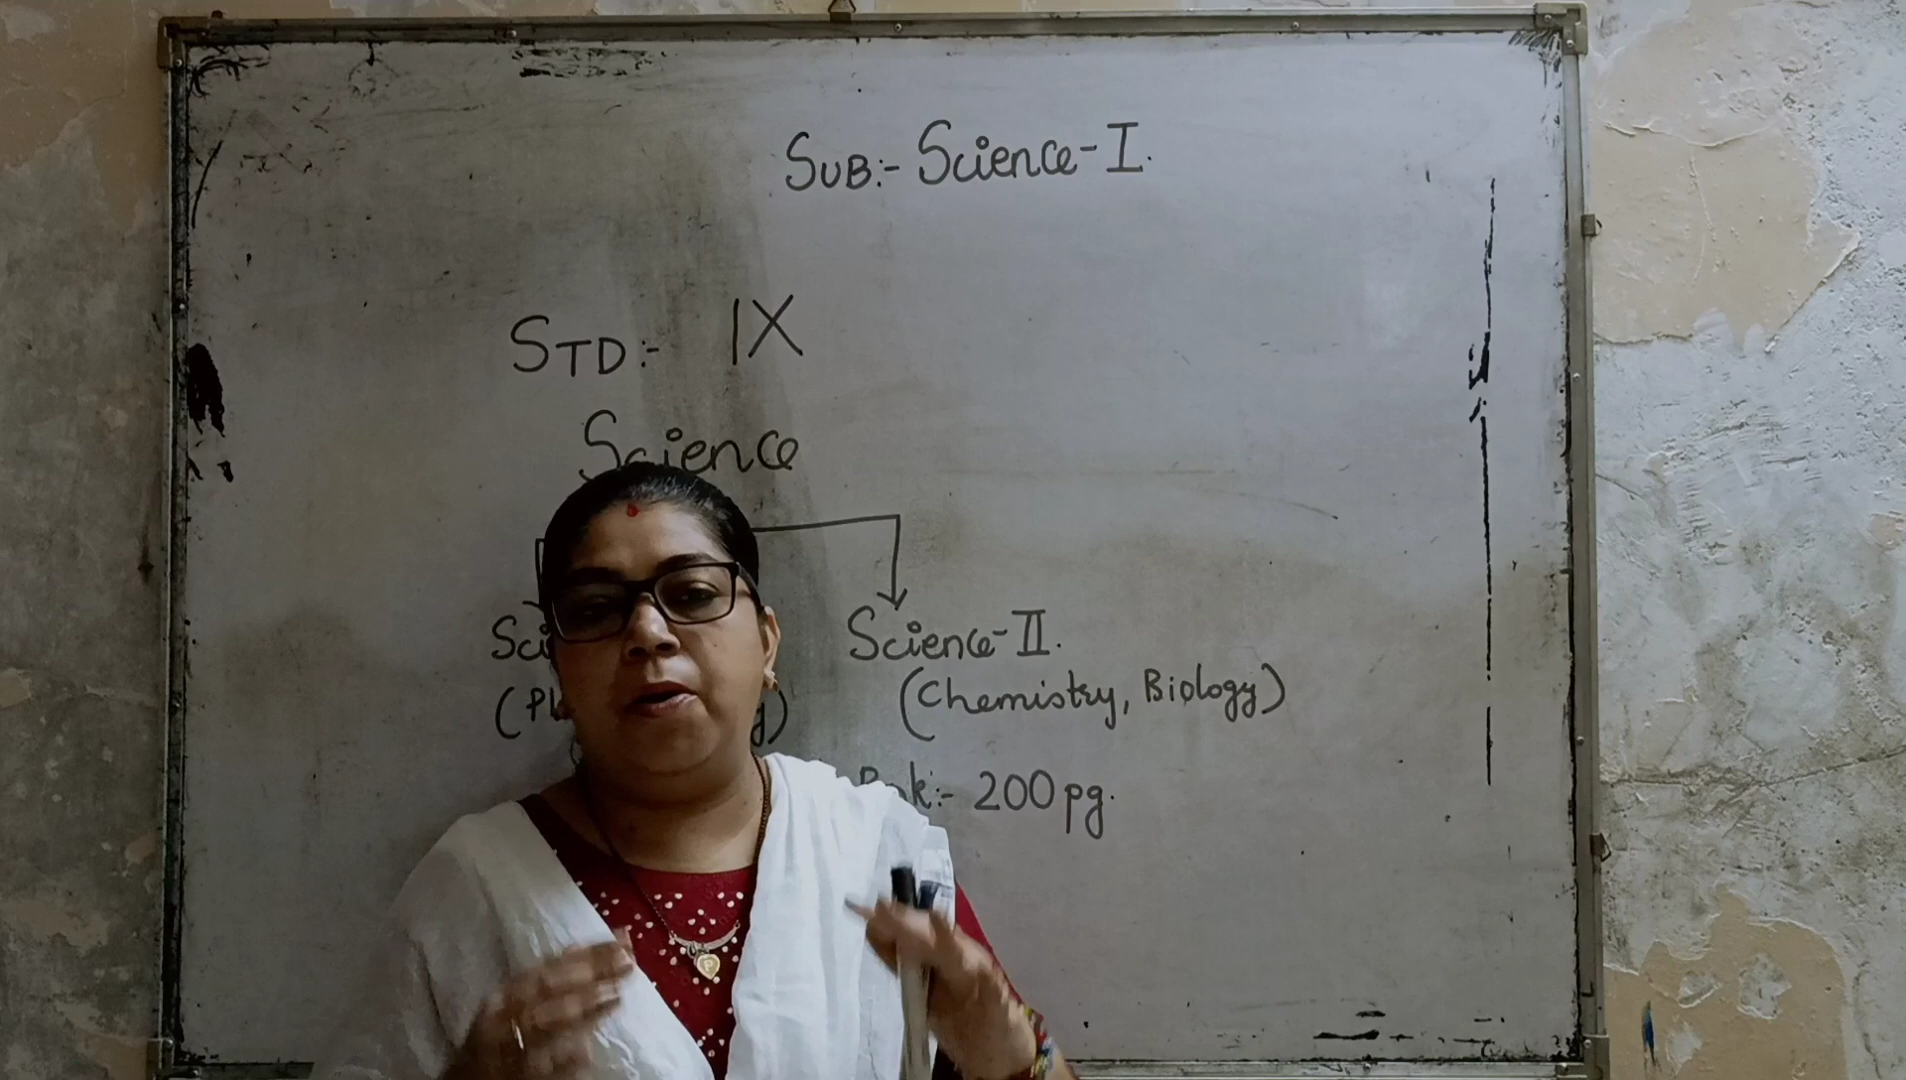 SUB:- Science-I.
STD:- IX
Science
Science-II.
(Chemistry, Biology)
200 pg.